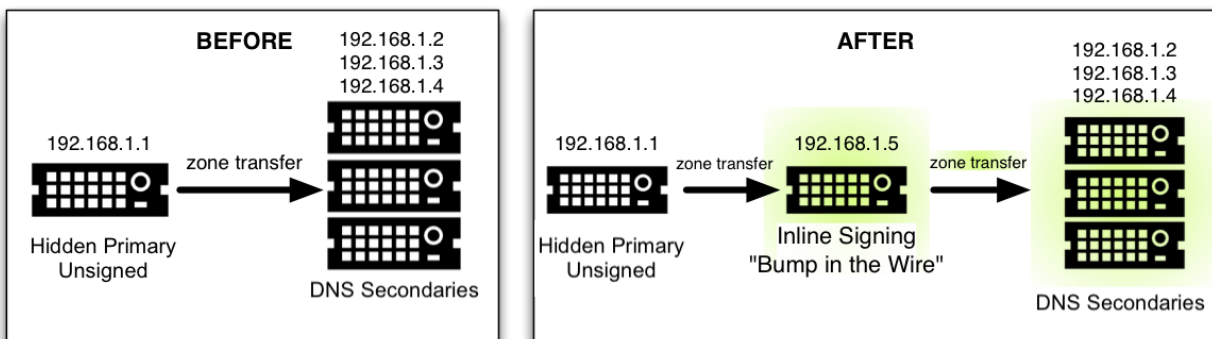 BEFORE
192.168.1.2
192.168.1.3
192.168.1.4
192.168.1.1
zone transfer
Hidden Primary
Unsigned
DNS Secondaries
AFTER
192.168.1.2
192.168.1.3
192.168.1.4
192.168.1.1
zone transfer
192.168.1.5
zone transfer
Hidden Primary
Unsigned
Inline Signing
"Bump in the Wire"
DNS Secondaries